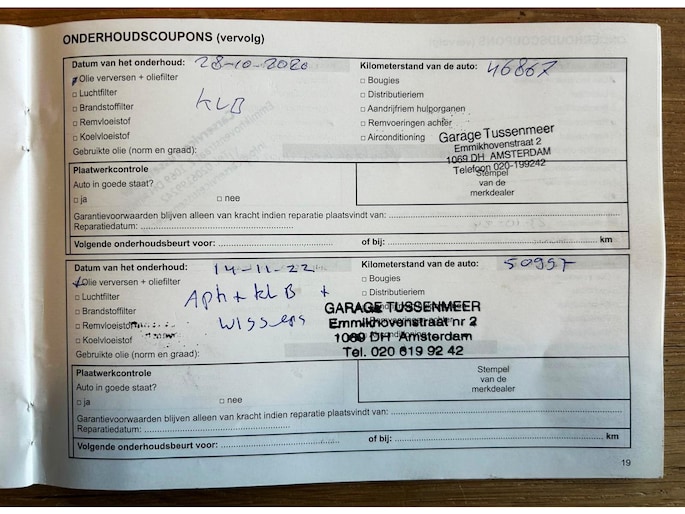 ONDERHOUDSCOUPONS (vervolg)
Datum van het onderhoud: 28-10-2020 Kilometerstand van de auto: 46867
Olie verversen + oliefilter □ Bougies
□ Luchtfilter □ Distributieriem
□ Brandstoffilter KLB □ Aandrijfriem hulporganen
□ Remvloeistof □ Remvoeringen achter
□ Koelvloeistof □ Airconditioning
Gebruikte olie (norm en graad):
Garage Tussenmeer
Emmikhovenstraat 2
1069 DH AMSTERDAM
Telefoon 020-199242
Plaatwerkcontrole
Auto in goede staat?
□ ja □ nee
Stempel
van de
merkdealer
Garantievoorwaarden blijven alleen van kracht indien reparatie plaatsvindt van:
Reparatiedatum:
Volgende onderhoudsbeurt voor: of bij: km
Datum van het onderhoud: 14-11-22 Kilometerstand van de auto: 50997
Olie verversen + oliefilter □ Bougies
□ Luchtfilter □ Distributieriem
□ Brandstoffilter
□ Remvloeistof
□ Koelvloeistof
Gebruikte olie (norm en graad):
Aph + KLB +
wissers
GARAGE TUSSENMEER
Emmikhovenstraat nr 2
1069 DH Amsterdam
Tel. 020 619 92 42
Plaatwerkcontrole
Auto in goede staat?
□ ja □ nee
Stempel
van de
merkdealer
Garantievoorwaarden blijven alleen van kracht indien reparatie plaatsvindt van:
Reparatiedatum:
Volgende onderhoudsbeurt voor: of bij: km
19